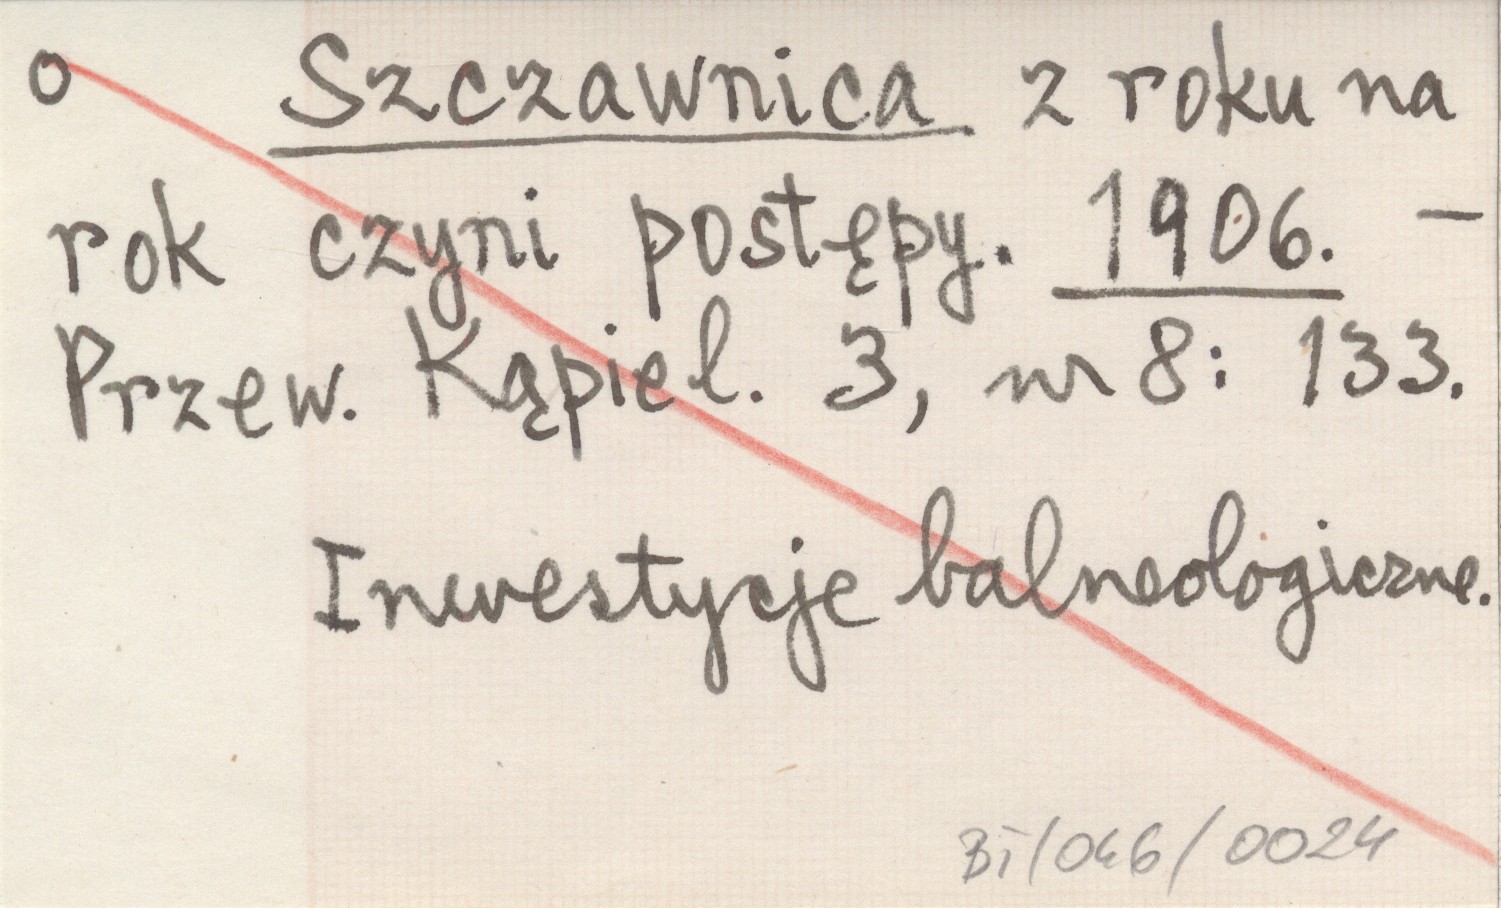 o Szczawnica z roku na
rok czyni postępy. 1906. –
Przew. Kąpiel. 3, nr 8: 133.
Inwestycje balneologiczne.
BI/046/0024